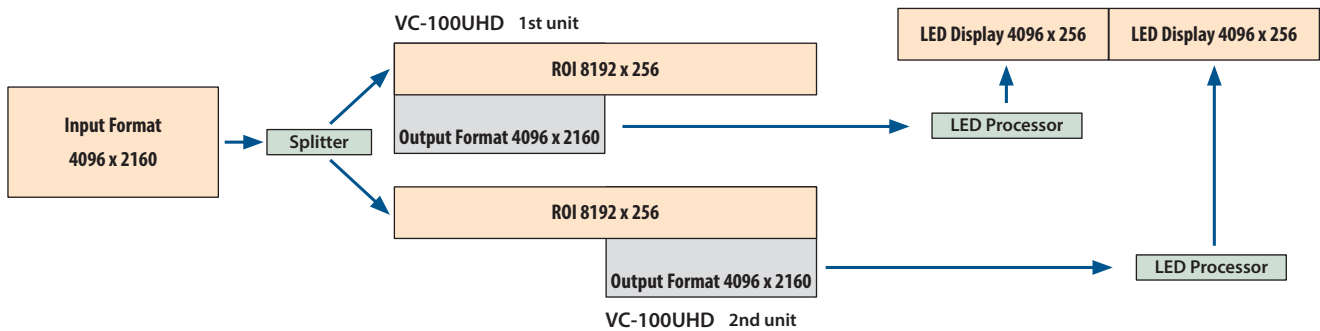 VC-100UHD 1st unit
ROI 8192 x 256
Output Format 4096 x 2160
Input Format
4096 x 2160
Splitter
LED Display 4096 x 256
LED Display 4096 x 256
LED Processor
ROI 8192 x 256
Output Format 4096 x 2160
VC-100UHD 2nd unit
LED Processor